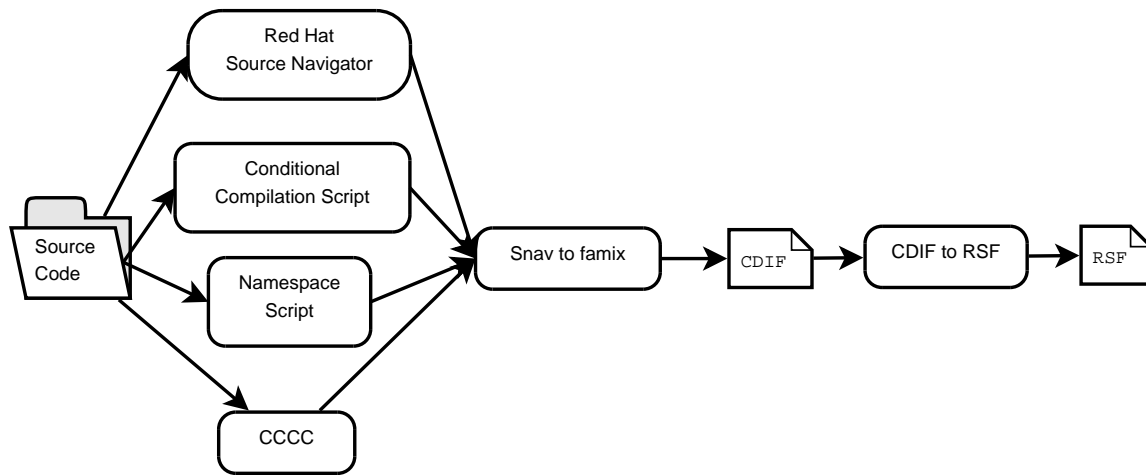 Red Hat
Source Navigator
Conditional
Compilation Script
Source
Code
Snav to famix
CDIF
CDIF to RSF
RSF
Namespace
Script
CCCC